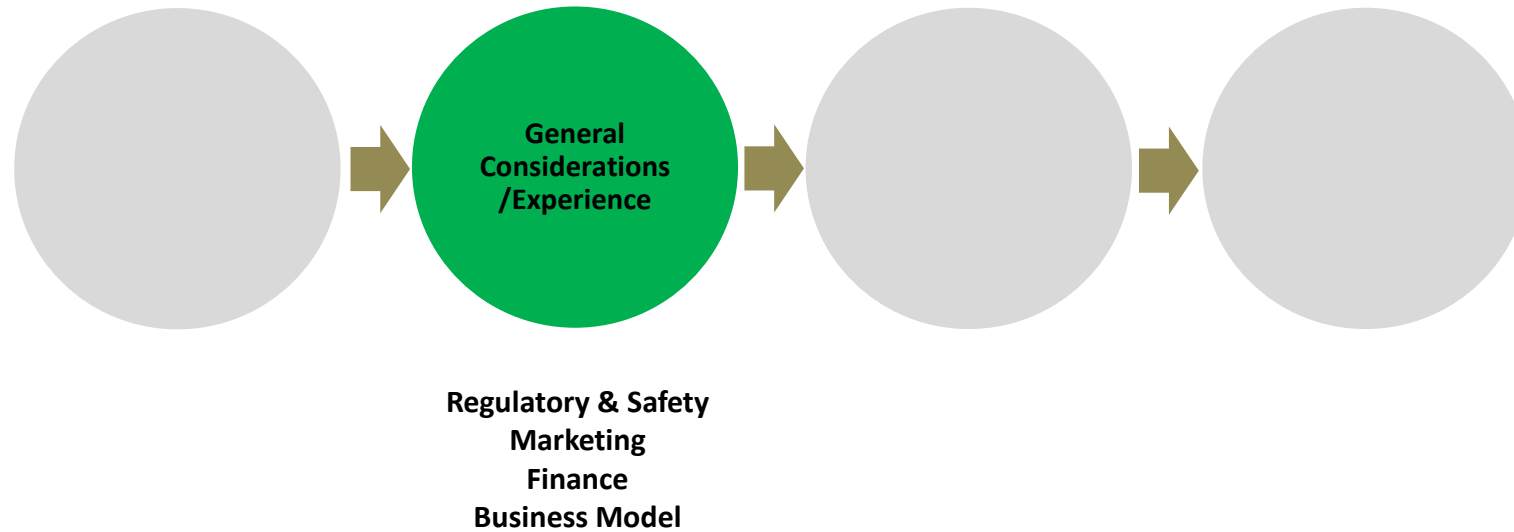 General
Considerations
/Experience
Regulatory & Safety
Marketing
Finance
Business Model